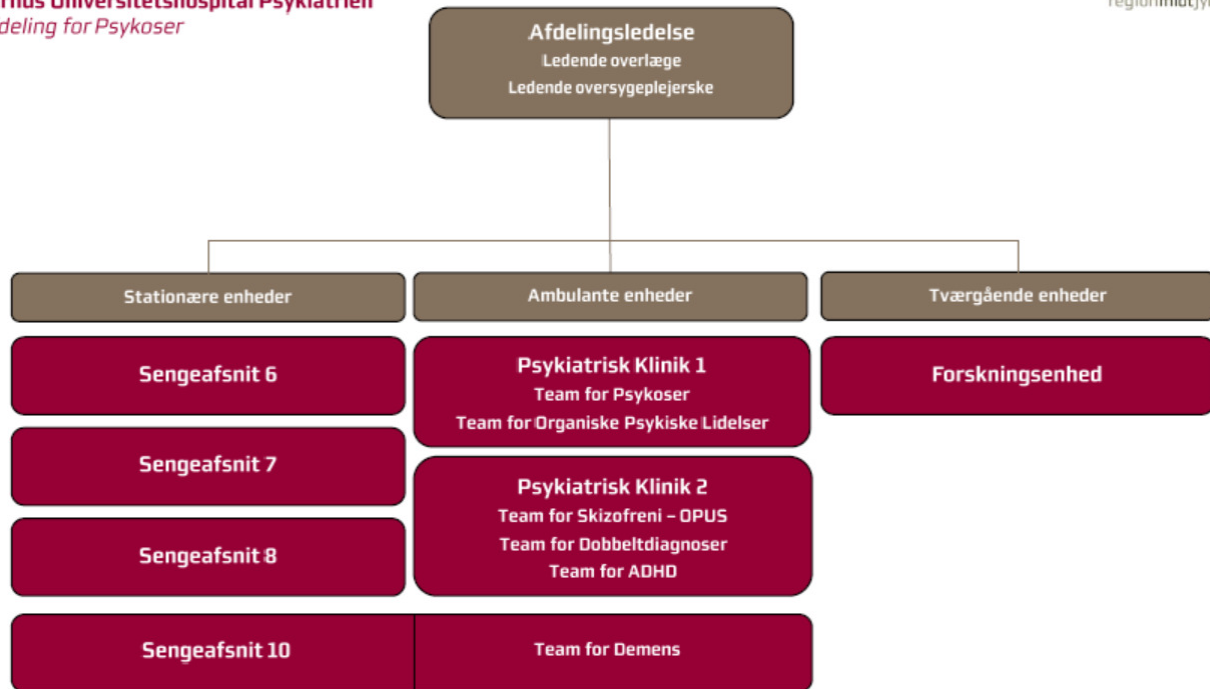 Universitetshospital Psykiatrien
for Psykoser
Afdelingsledelse
Ledende overlæge
Ledende oversygeplejerske
Stationære enheder
Ambulante enheder
Tværgående enheder
Sengeafsnit 6
Sengeafsnit 7
Sengeafsnit 8
Sengeafsnit 10
Psykiatrisk Klinik 1
Team for Psykoser
Team for Organiske Psykiske Lidelser
Psykiatrisk Klinik 2
Team for Skizofreni – OPUS
Team for Dobbeltdiagnoser
Team for ADHD
Team for Demens
Forskningsenhed